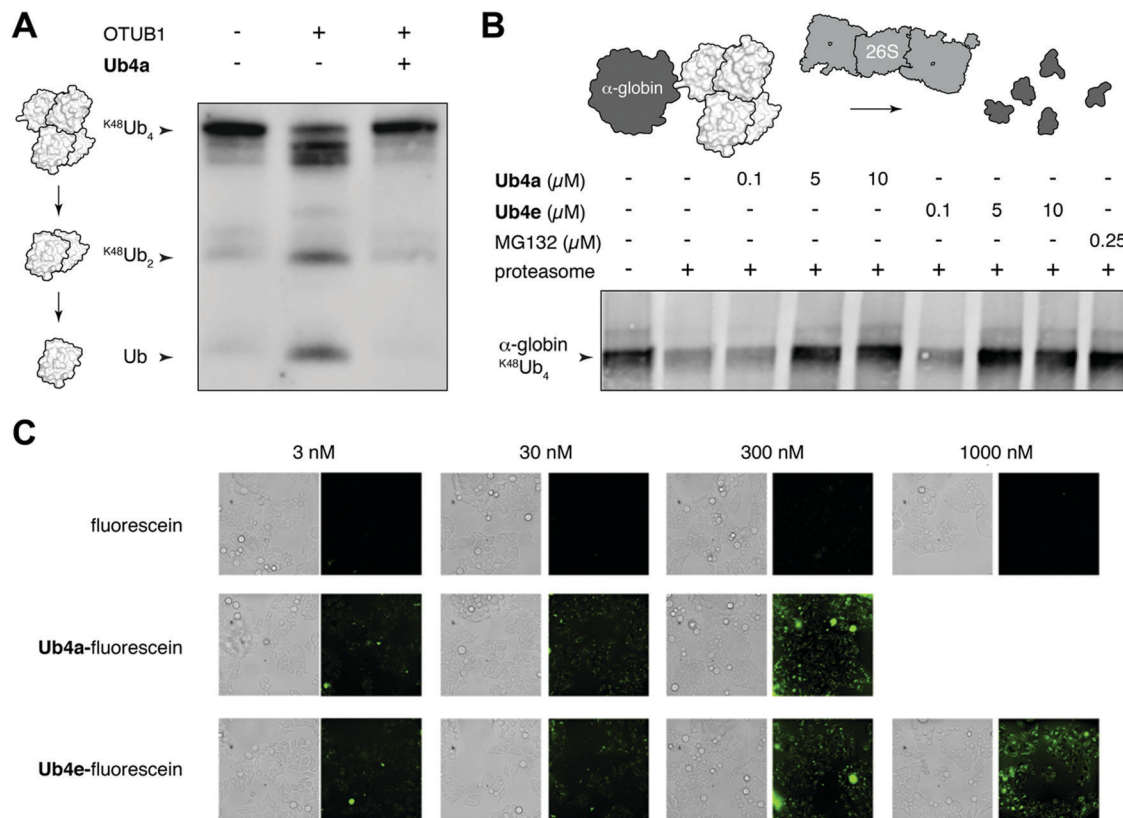 A
OTUB1 - + +
Ub4a - - +
K48Ub4
K48Ub2
Ub
B
α-globin
26S
Ub4a (µM) - - 0.1 5 10 - - - -
Ub4e (µM) - - - - - 0.1 5 10 -
MG132 (µM) - - - - - - - - 0.25
proteasome - + + + + + + + +
α-globin
K48Ub4
C
3 nM 30 nM 300 nM 1000 nM
fluorescein
Ub4a-fluorescein
Ub4e-fluorescein